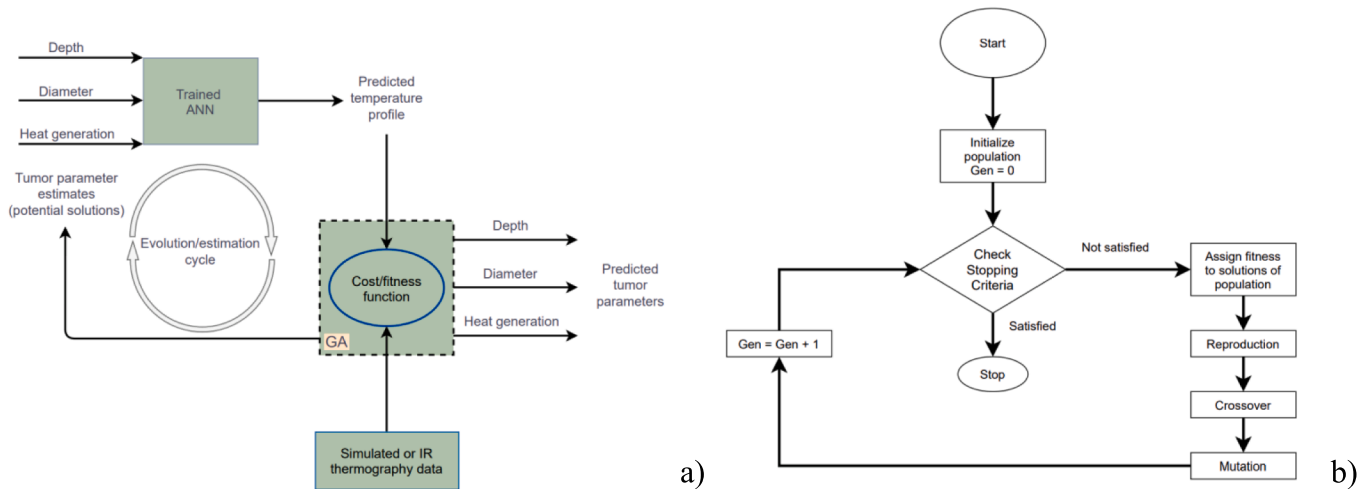 Depth
Diameter
Heat generation
Trained
ANN
Predicted
temperature
profile
Tumor parameter
estimates
(potential solutions)
Evolution/estimation
cycle
Cost/fitness
function
GA
Depth
Diameter
Heat generation
Predicted
tumor
parameters
Simulated or IR
thermography data
a)
Start
Initialize
population
Gen = 0
Check
Stopping
Criteria
Not satisfied
Satisfied
Stop
Assign fitness
to solutions of
population
Reproduction
Crossover
Mutation
Gen = Gen + 1
b)